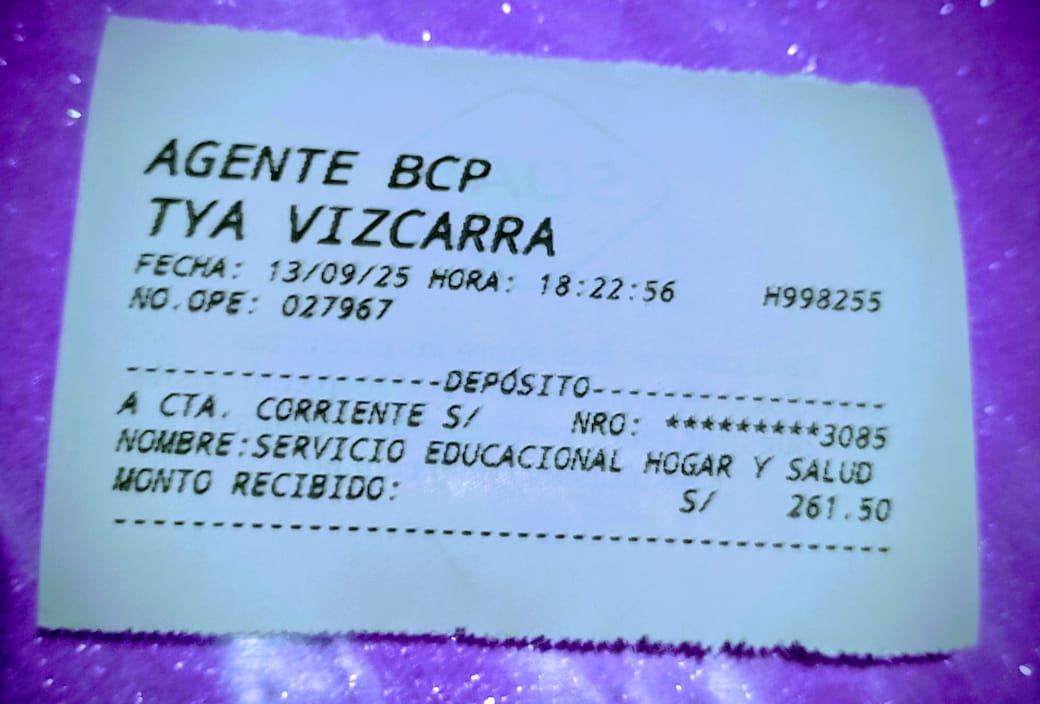 AGENTE BCP
TYA VIZCARRA
FECHA: 13/09/25 HORA: 18:22:56 H998255
NO.OPE: 027967
-----------------DEPÓSITO-----------------
A CTA. CORRIENTE S/ NRO: *********3085
NOMBRE:SERVICIO EDUCACIONAL HOGAR Y SALUD
MONTO RECIBIDO: S/ 261.50
------------------------------------------